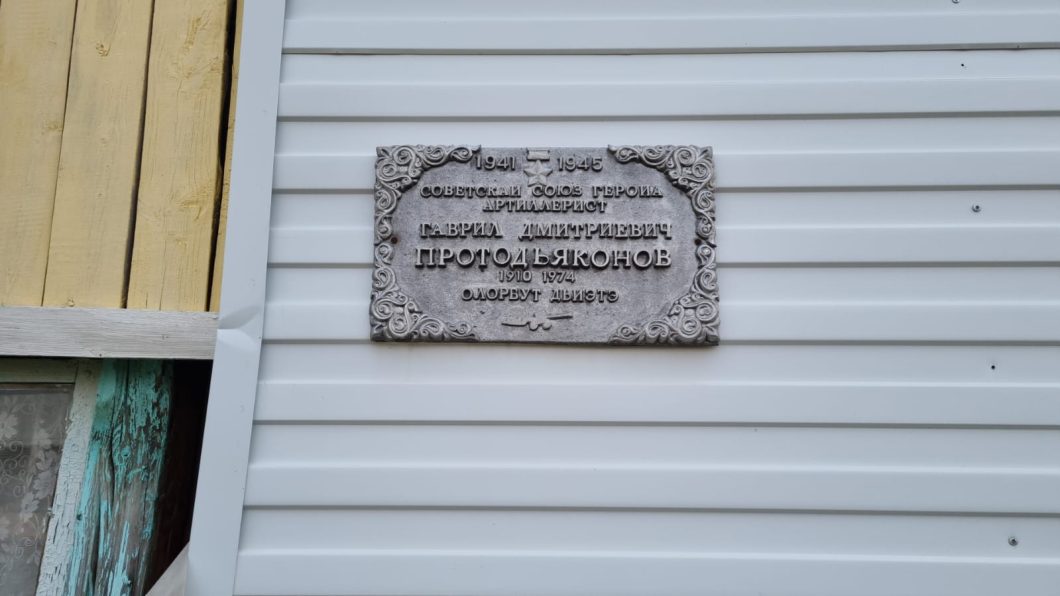 1941 1945
СОВЕТСКАЙ СОЮЗ ГЕРОЙА
АРТИЛЛЕРИСТ
ГАВРИЛ ДМИТРИЕВИЧ
ПРОТОДЬЯКОНОВ
1910 1974
ОЛОРБУТ ДЬИЭТЭ